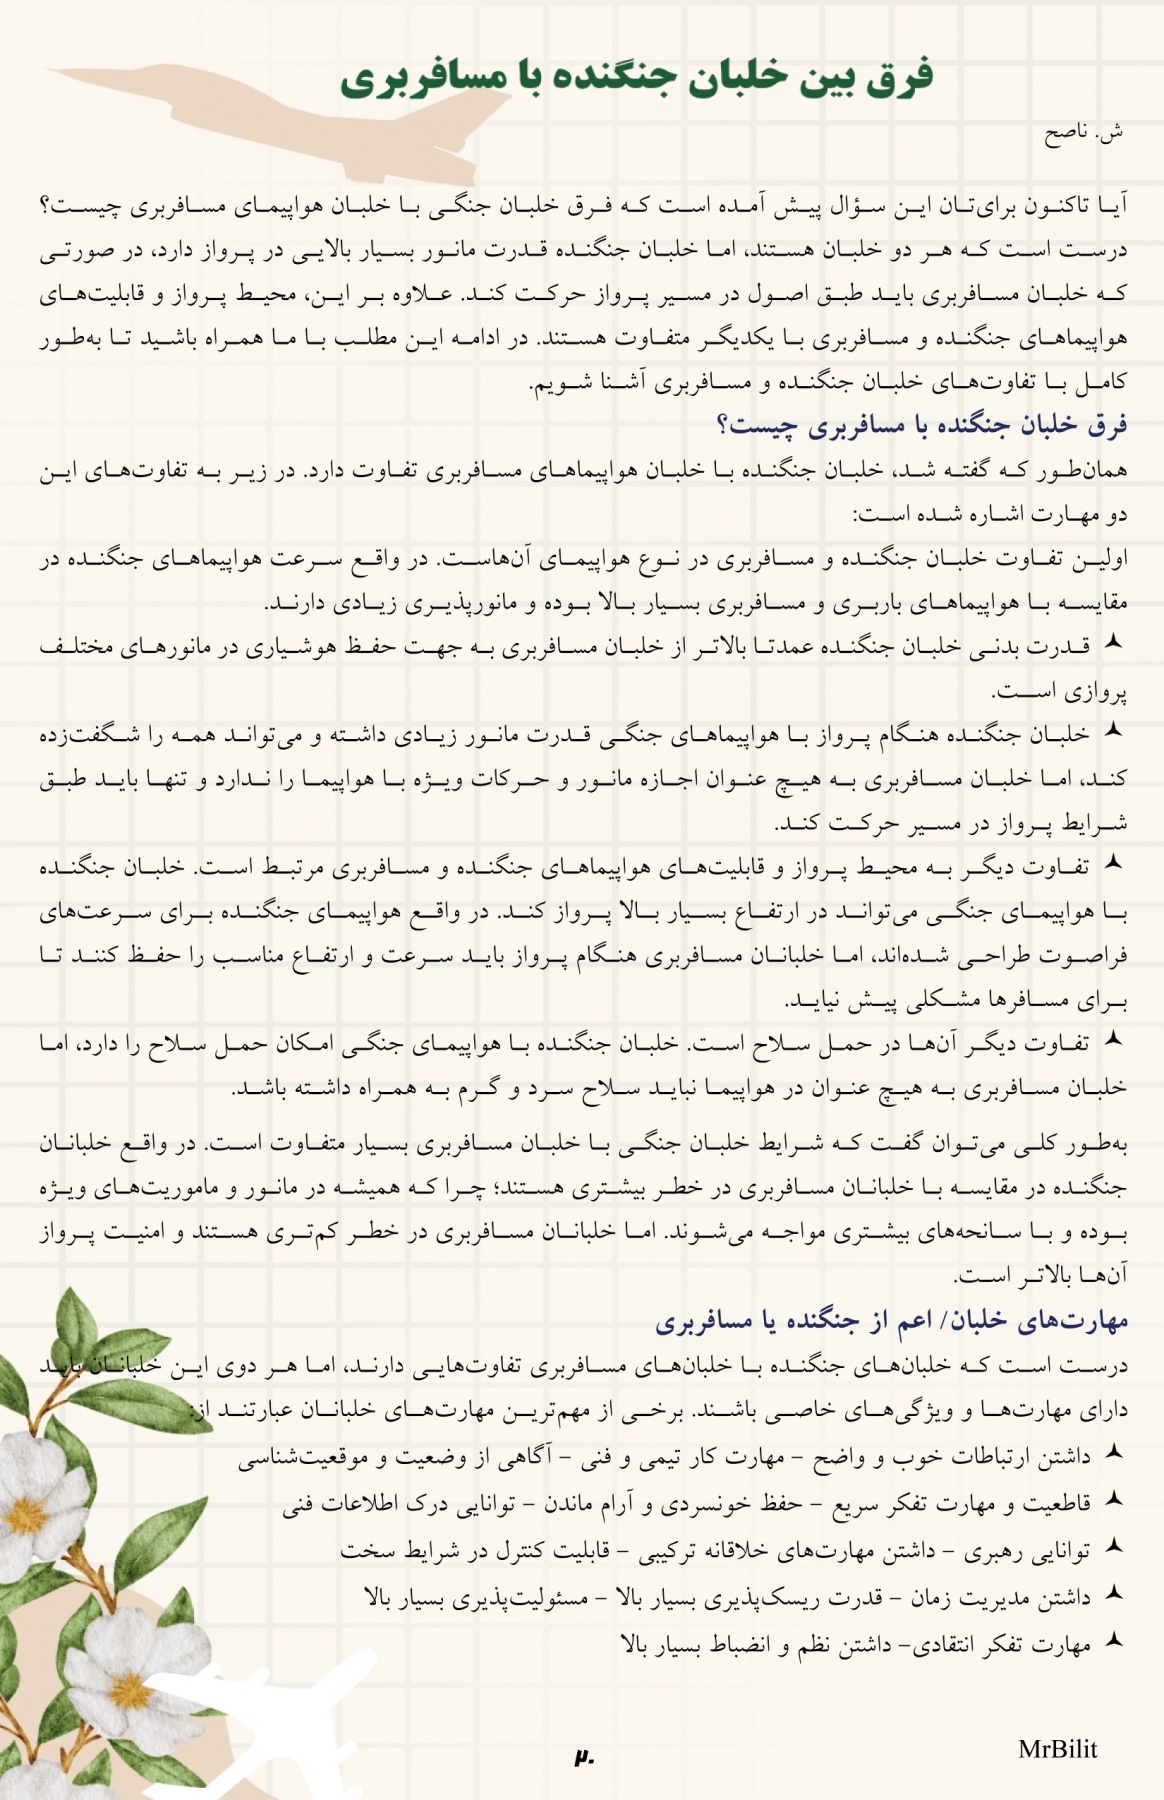 فرق بین خلبان جنگنده با مسافربری
ش. ناصح
آیا تاکنون برای‌تان این سؤال پیش آمده است که فرق خلبان جنگی با خلبان هواپیمای مسافربری چیست؟
درست است که هر دو خلبان هستند، اما خلبان جنگنده قدرت مانور بسیار بالایی در پرواز دارد، در صورتی
که خلبان مسافربری باید طبق اصول در مسیر پرواز حرکت کند. علاوه بر این، محیط پرواز و قابلیت‌های
هواپیماهای جنگنده و مسافربری با یکدیگر متفاوت هستند. در ادامه این مطلب با ما همراه باشید تا به‌طور
کامل با تفاوت‌های خلبان جنگنده و مسافربری آشنا شویم.
فرق خلبان جنگنده با مسافربری چیست؟
همان‌طور که گفته شد، خلبان جنگنده با خلبان هواپیماهای مسافربری تفاوت دارد. در زیر به تفاوت‌های این
دو مهارت اشاره شده است:
اولین تفاوت خلبان جنگنده و مسافربری در نوع هواپیمای آن‌هاست. در واقع سرعت هواپیماهای جنگنده در
مقایسه با هواپیماهای باربری و مسافربری بسیار بالا بوده و مانورپذیری زیادی دارند.
قدرت بدنی خلبان جنگنده عمدتا بالاتر از خلبان مسافربری به جهت حفظ هوشیاری در مانورهای مختلف
پروازی است.
خلبان جنگنده هنگام پرواز با هواپیماهای جنگی قدرت مانور زیادی داشته و می‌تواند همه را شگفت‌زده
کند، اما خلبان مسافربری به هیچ عنوان اجازه مانور و حرکات ویژه با هواپیما را ندارد و تنها باید طبق
شرایط پرواز در مسیر حرکت کند.
تفاوت دیگر به محیط پرواز و قابلیت‌های هواپیماهای جنگنده و مسافربری مرتبط است. خلبان جنگنده
با هواپیمای جنگی می‌تواند در ارتفاع بسیار بالا پرواز کند. در واقع هواپیمای جنگنده برای سرعت‌های
فراصوت طراحی شده‌اند، اما خلبانان مسافربری هنگام پرواز باید سرعت و ارتفاع مناسب را حفظ کنند تا
برای مسافرها مشکلی پیش نیاید.
تفاوت دیگر آن‌ها در حمل سلاح است. خلبان جنگنده با هواپیمای جنگی امکان حمل سلاح را دارد، اما
خلبان مسافربری به هیچ عنوان در هواپیما نباید سلاح سرد و گرم به همراه داشته باشد.
به‌طور کلی می‌توان گفت که شرایط خلبان جنگی با خلبان مسافربری بسیار متفاوت است. در واقع خلبانان
جنگنده در مقایسه با خلبانان مسافربری در خطر بیشتری هستند؛ چرا که همیشه در مانور و ماموریت‌های ویژه
بوده و با سانحه‌های بیشتری مواجه می‌شوند. اما خلبانان مسافربری در خطر کم‌تری هستند و امنیت پرواز
آن‌ها بالاتر است.
مهارت‌های خلبان/ اعم از جنگنده یا مسافربری
درست است که خلبان‌های جنگنده با خلبان‌های مسافربری تفاوت‌هایی دارند، اما هر دوی این خلبانان باید
دارای مهارت‌ها و ویژگی‌های خاصی باشند. برخی از مهم‌ترین مهارت‌های خلبانان عبارتند از:
داشتن ارتباطات خوب و واضح – مهارت کار تیمی و فنی – آگاهی از وضعیت و موقعیت‌شناسی
قاطعیت و مهارت تفکر سریع – حفظ خونسردی و آرام ماندن – توانایی درک اطلاعات فنی
توانایی رهبری – داشتن مهارت‌های خلاقانه ترکیبی – قابلیت کنترل در شرایط سخت
داشتن مدیریت زمان – قدرت ریسک‌پذیری بسیار بالا – مسئولیت‌پذیری بسیار بالا
مهارت تفکر انتقادی– داشتن نظم و انضباط بسیار بالا
MrBilit
۳۰